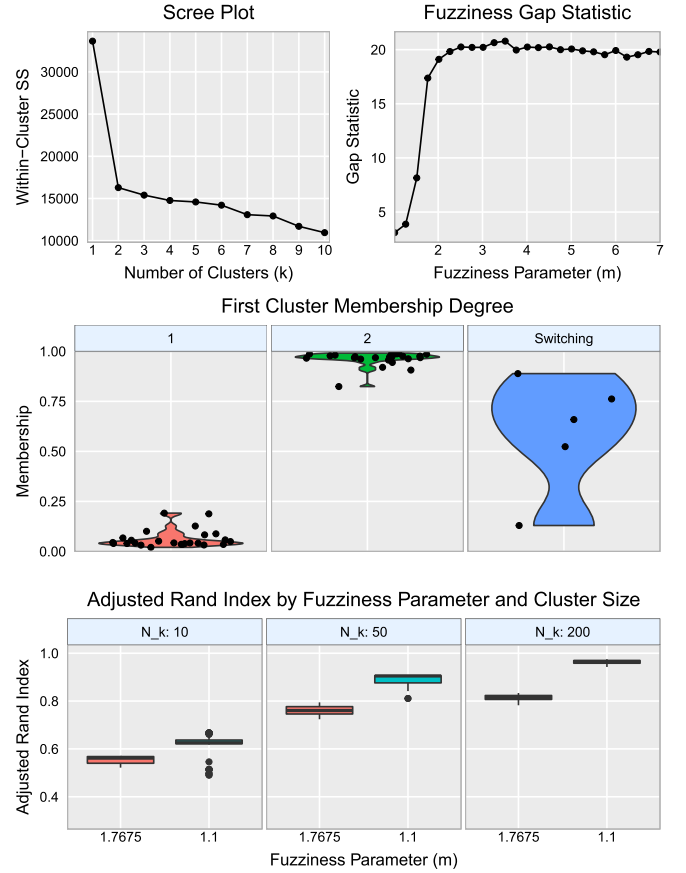 Scree Plot
Within−Cluster SS
30000
25000
20000
15000
10000
1 2 3 4 5 6 7 8 9 10
Number of Clusters (k)
Fuzziness Gap Statistic
Gap Statistic
20
15
10
5
2 3 4 5 6 7
Fuzziness Parameter (m)
First Cluster Membership Degree
1 2 Switching
Membership
1.00
0.75
0.50
0.25
0.00
Adjusted Rand Index by Fuzziness Parameter and Cluster Size
N_k: 10 N_k: 50 N_k: 200
Adjusted Rand Index
1.0
0.8
0.6
0.4
1.7675 1.1 1.7675 1.1 1.7675 1.1
Fuzziness Parameter (m)